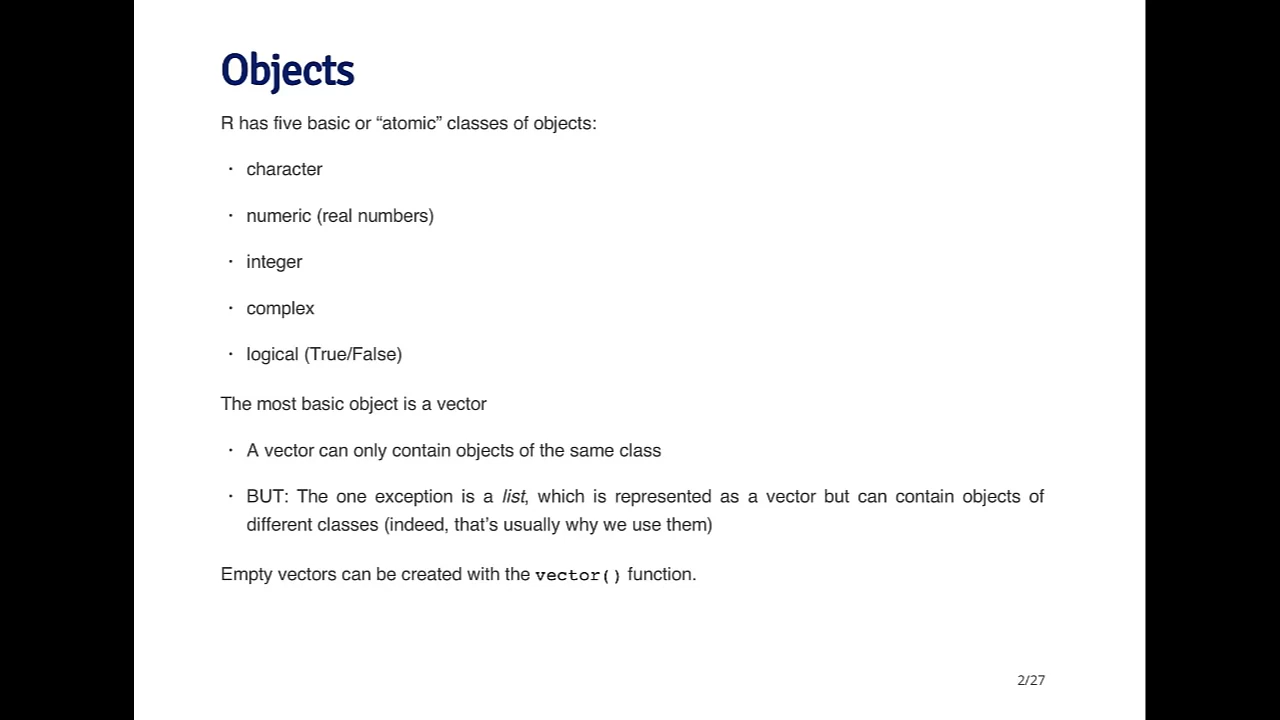 Objects
R has five basic or “atomic” classes of objects:
· character
· numeric (real numbers)
· integer
· complex
· logical (True/False)
The most basic object is a vector
· A vector can only contain objects of the same class
· BUT: The one exception is a list, which is represented as a vector but can contain objects of
different classes (indeed, that’s usually why we use them)
Empty vectors can be created with the vector() function.
2/27